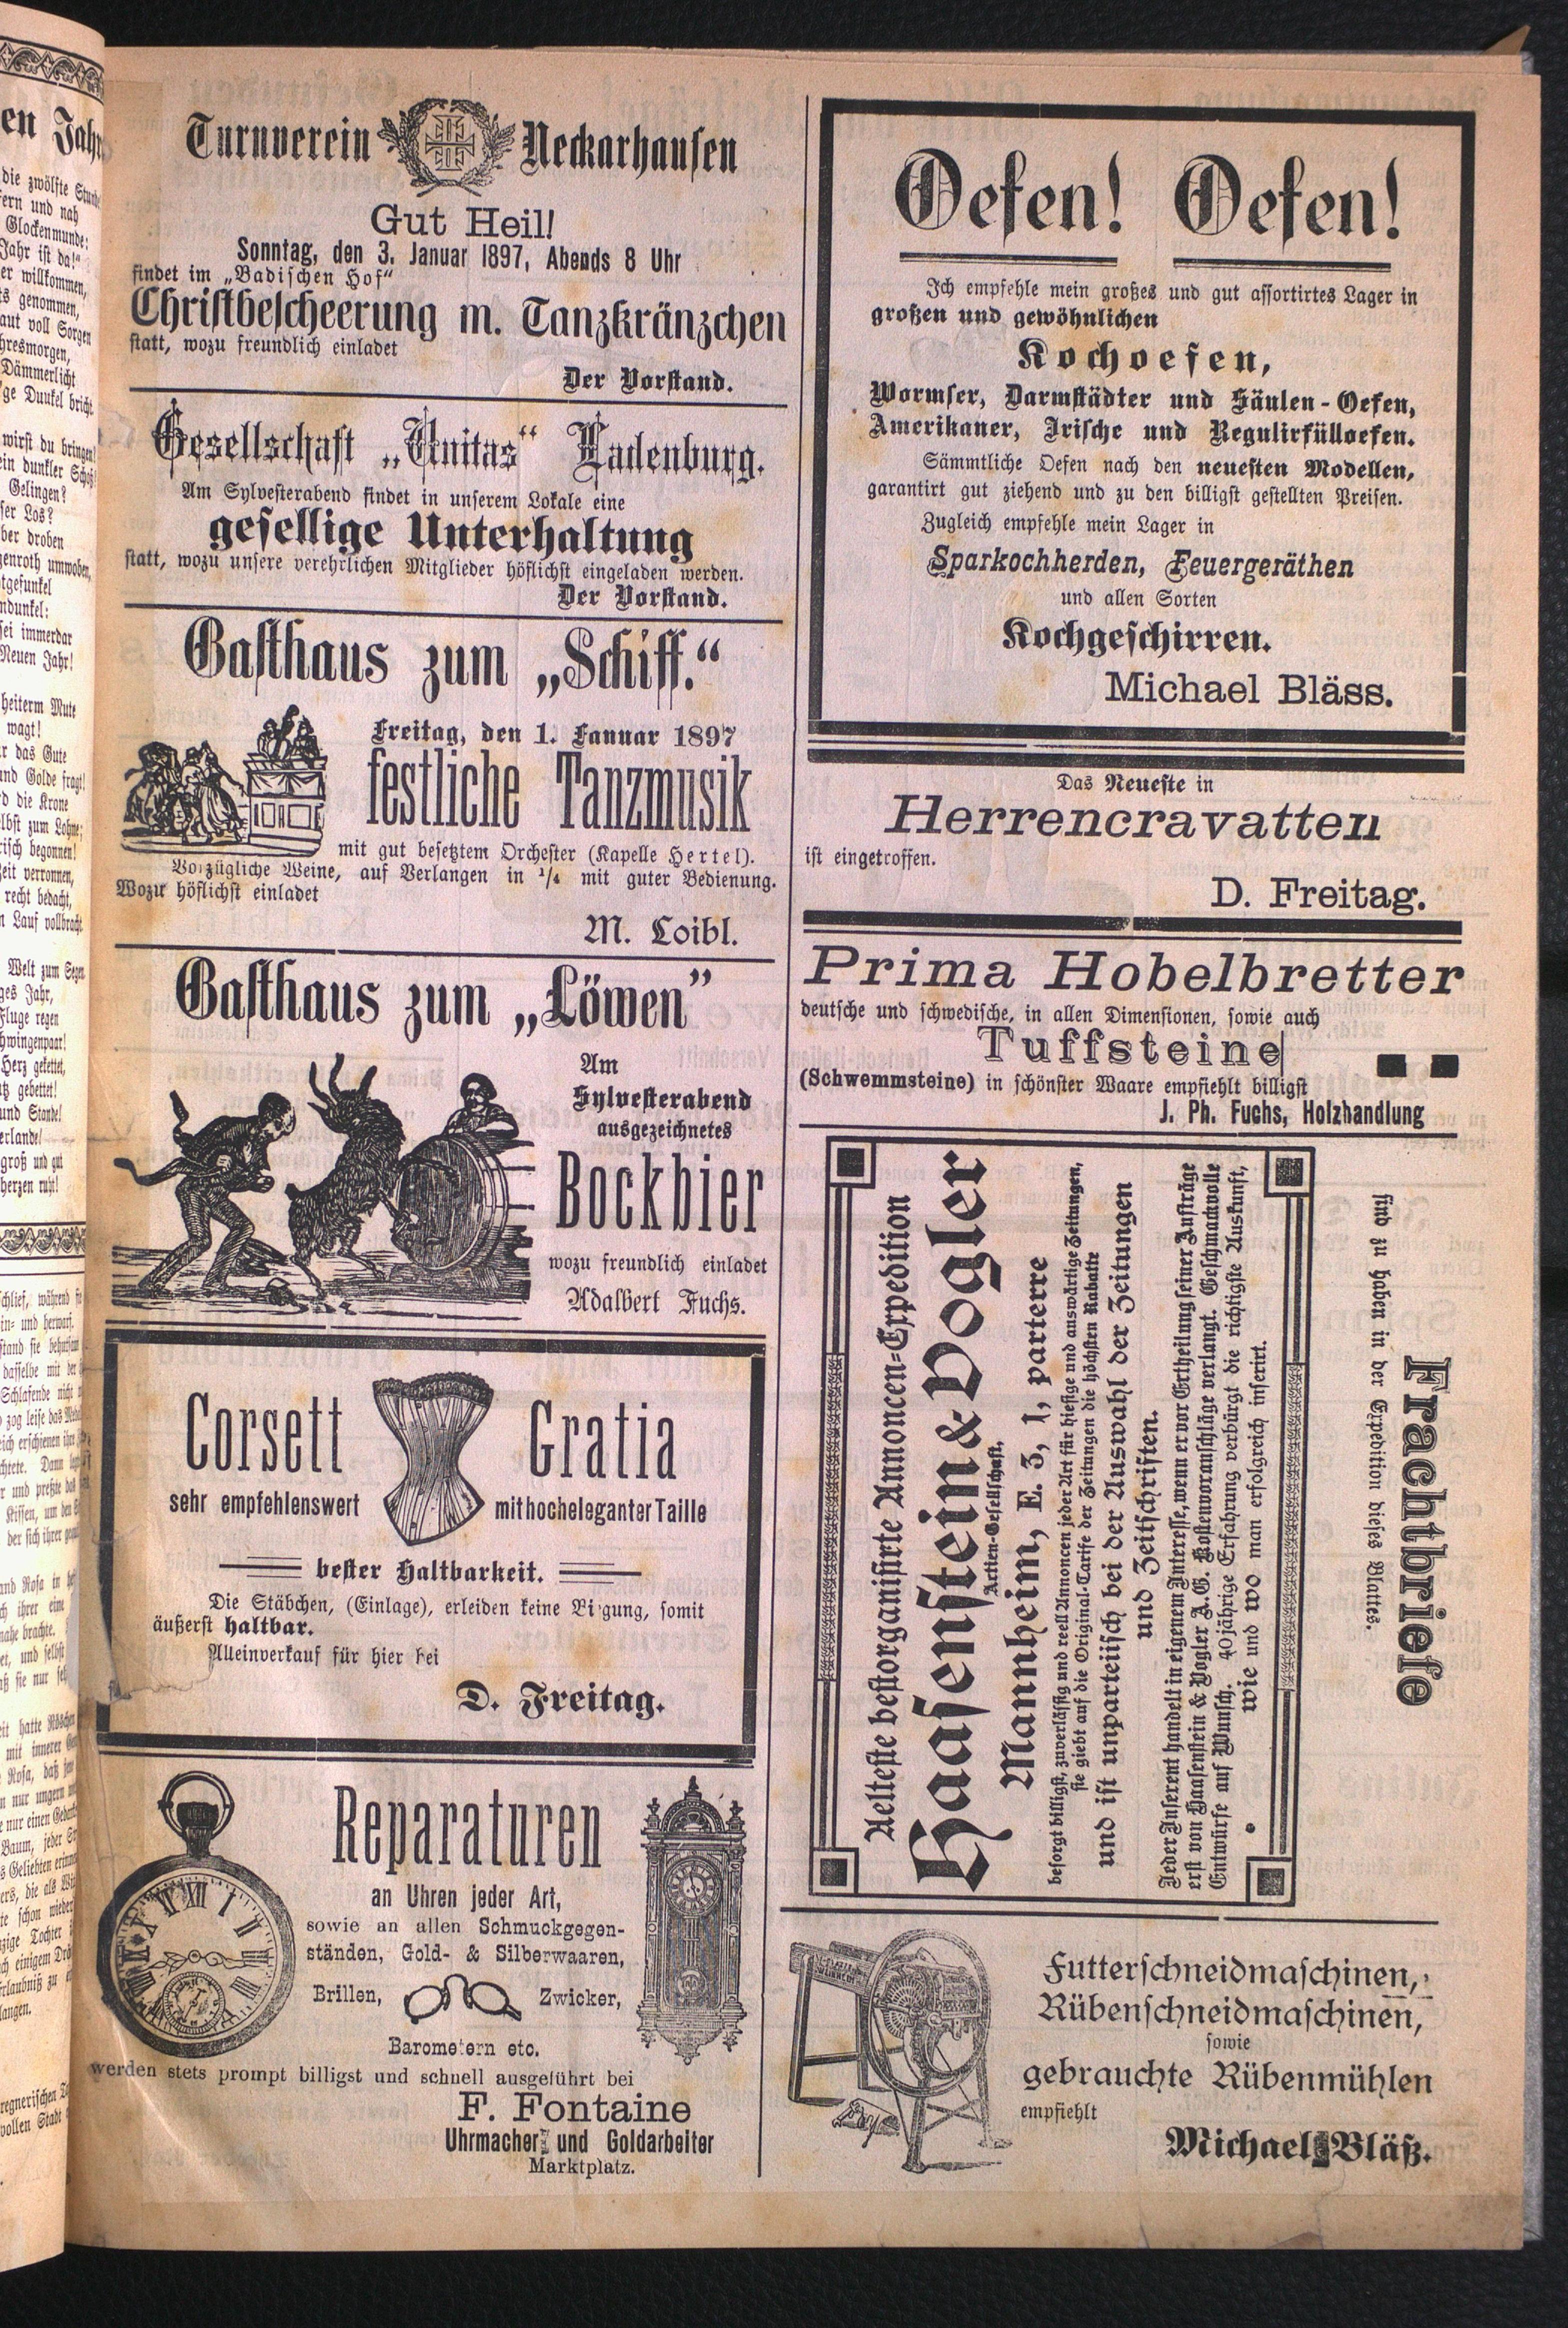 Turnverein Neckarhausen
Gut Heil!
Sonntag, den 3. Januar 1897, Abends 8 Uhr
findet im „Badischen Hof“
Christbescheerung m. Tanzkränzchen
statt, wozu freundlich einladet
Der Vorstand.
Gesellschaft „Unitas“ Ladenburg.
Am Sylvesterabend findet in unserem Lokale eine
gesellige Unterhaltung
statt, wozu unsere verehrlichen Mitglieder höflichst eingeladen werden.
Der Vorstand.
Gasthaus zum „Schiff.“
Freitag, den 1. Januar 1897
festliche Tanzmusik
mit gut besetztem Orchester (Kapelle Hertel).
Vorzügliche Weine, auf Verlangen in 1/4 mit guter Bedienung.
Wozu höflichst einladet
M. Loibl.
Gasthaus zum „Löwen”
Am
Sylvesterabend
ausgezeichnetes
Bockbier
wozu freundlich einladet
Adalbert Fuchs.
Corsett Gratia
sehr empfehlenswert mit hocheleganter Taille
bester Haltbarkeit.
Die Stäbchen, (Einlage), erleiden keine Biegung, somit
äußerst haltbar.
Alleinverkauf für hier bei
D. Freitag.
Reparaturen
an Uhren jeder Art,
sowie an allen Schmuckgegen-
ständen, Gold- & Silberwaaren,
Brillen, Zwicker,
Barometern etc.
werden stets prompt billigst und schnell ausgeführt bei
F. Fontaine
Uhrmacher und Goldarbeiter
Marktplatz.
Oefen! Oefen!
Ich empfehle mein großes und gut assortirtes Lager in
großen und gewöhnlichen
Kochoefen,
Wormser, Darmstädter und Säulen-Oefen,
Amerikaner, Irische und Regulirfülloefen.
Sämmtliche Oefen nach den neuesten Modellen,
garantirt gut ziehend und zu den billigst gestellten Preisen.
Zugleich empfehle mein Lager in
Sparkochherden, Feuergeräthen
und allen Sorten
Kochgeschirren.
Michael Bläss.
Das Neueste in
Herrencravatten
ist eingetroffen.
D. Freitag.
Prima Hobelbretter
deutsche und schwedische, in allen Dimensionen, sowie auch
Tuffsteine
(Schwemmsteine) in schönster Waare empfiehlt billigst
J. Ph. Fuchs, Holzhandlung
Aelteste bestorganisirte Annoncen-Expedition
Haasenstein & Vogler
Actien-Gesellschaft,
Mannheim, E. 3, 1, parterre
besorgt billigst, zuverlässig und reell Annoncen jeder Art für hiesige und auswärtige Zeitungen,
sie giebt auf die Original-Tarife der Zeitungen die höchsten Rabatte
und ist unparteiisch bei der Auswahl der Zeitungen
und Zeitschriften.
Jeder Inserent handelt in eigenem Interesse, wenn er vor Ertheilung seiner Aufträge
erst von Haasenstein & Vogler A.G. Kostenvoranschläge verlangt. Geschmackvolle
Entwürfe auf Wunsch. 40jährige Erfahrung verbürgt die richtigste Auskunft,
wie und wo man erfolgreich inserirt.
Frachtbriefe
sind zu haben in der Expedition dieses Blattes.
Futterschneidmaschinen,
Rübenschneidmaschinen,
sowie
gebrauchte Rübenmühlen
empfiehlt
Michael Bläß.